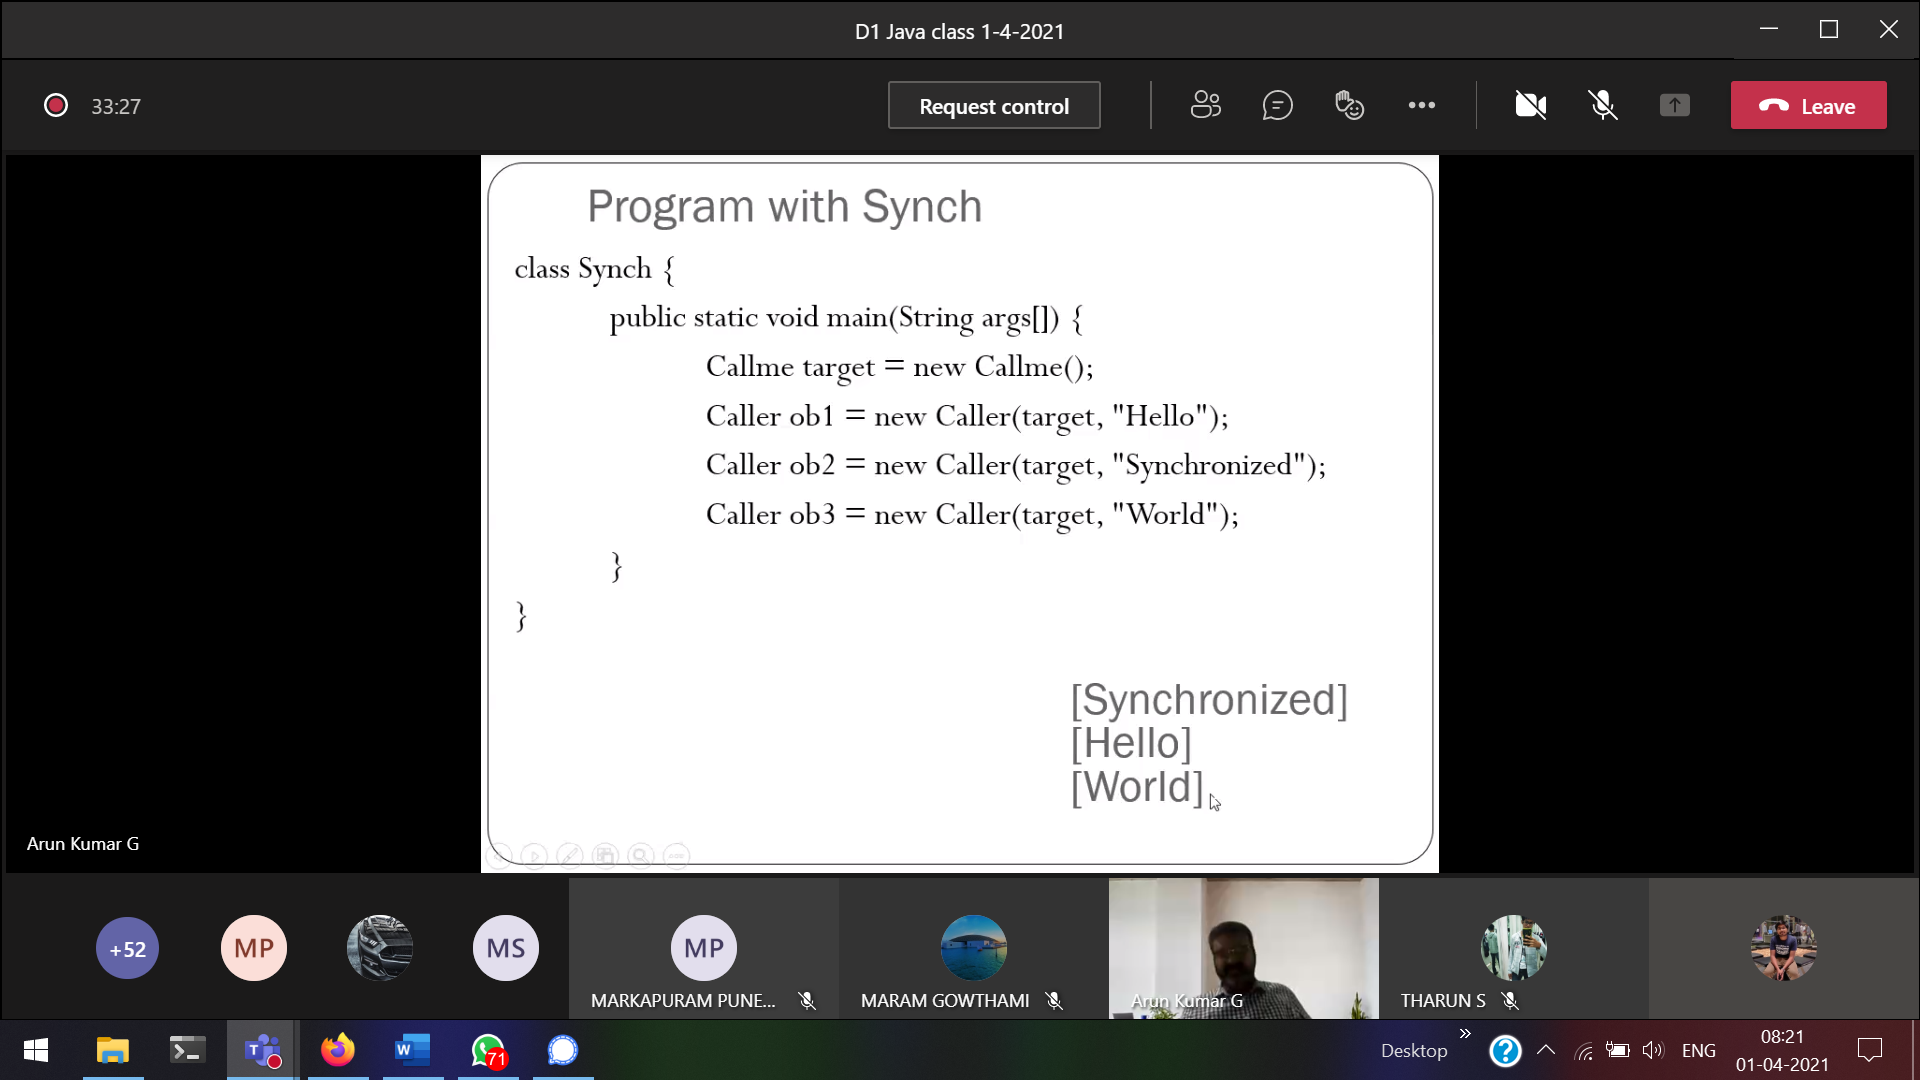 D1 Java class 1-4-2021
33:27
Request control
Leave
Program with Synch
class Synch {
public static void main(String args[]) {
Callme target = new Callme();
Caller ob1 = new Caller(target, "Hello");
Caller ob2 = new Caller(target, "Synchronized");
Caller ob3 = new Caller(target, "World");
}
}
[Synchronized]
[Hello]
[World]
Arun Kumar G
+52
MP
MS
MP
MARKAPURAM PUNE...
MARAM GOWTHAMI
Arun Kumar G
THARUN S
T
W
71
Desktop
»
?
ENG
08:21
01-04-2021